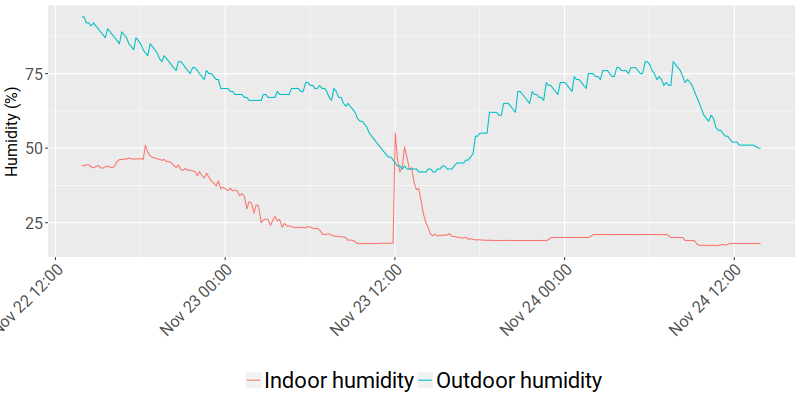 Humidity (%)
75
50
25
Nov 22 12:00
Nov 23 00:00
Nov 23 12:00
Nov 24 00:00
Nov 24 12:00
Indoor humidity
Outdoor humidity